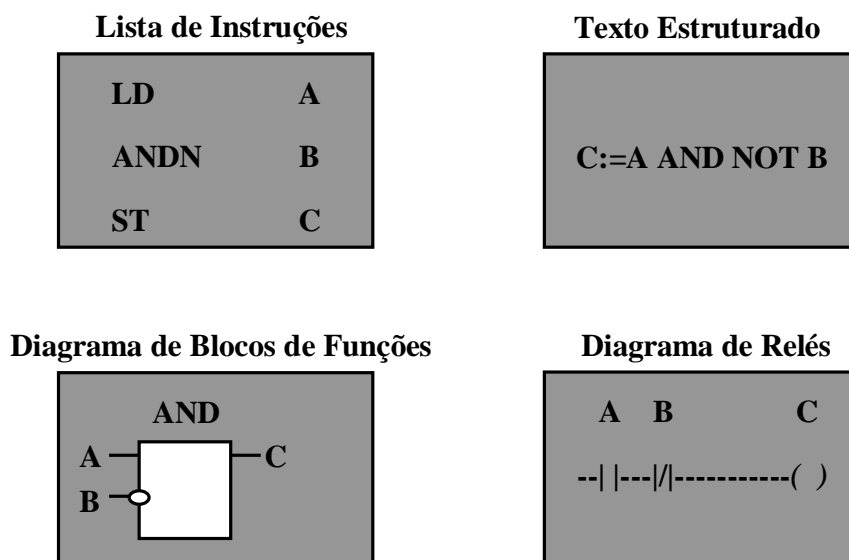 Lista de Instruções
LD A
ANDN B
ST C
Texto Estruturado
C:=A AND NOT B
Diagrama de Blocos de Funções
AND
A C
B
Diagrama de Relés
A B C
--| |---|/|-----------( )